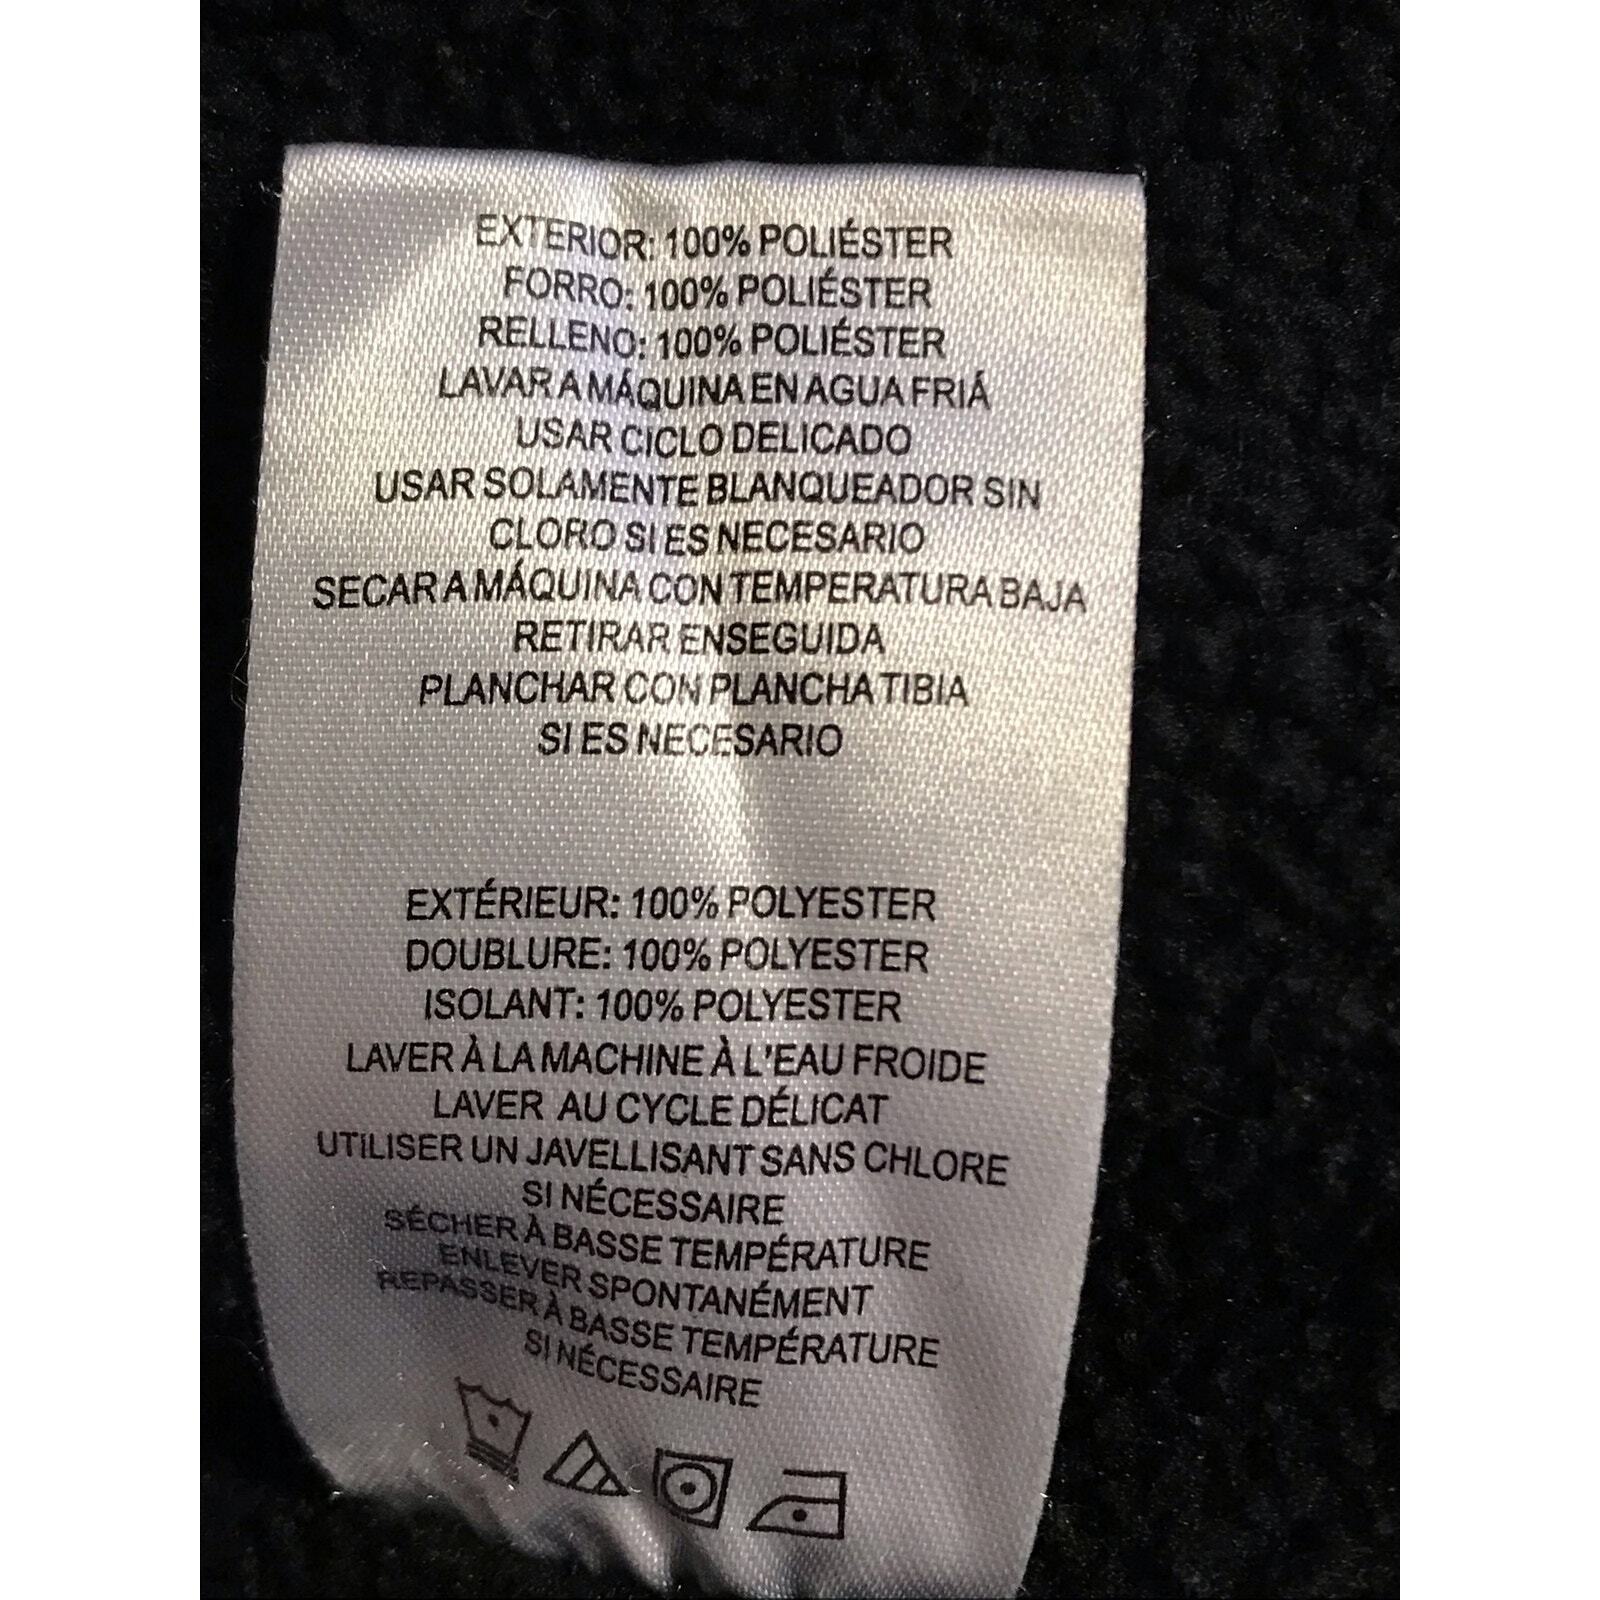 EXTERIOR: 100% POLIÉSTER
FORRO: 100% POLIÉSTER
RELLENO: 100% POLIÉSTER
LAVAR A MÁQUINA EN AGUA FRIÁ
USAR CICLO DELICADO
USAR SOLAMENTE BLANQUEADOR SIN
CLORO SI ES NECESARIO
SECAR A MÁQUINA CON TEMPERATURA BAJA
RETIRAR ENSEGUIDA
PLANCHAR CON PLANCHA TIBIA
SI ES NECESARIO
EXTÉRIEUR: 100% POLYESTER
DOUBLURE: 100% POLYESTER
ISOLANT: 100% POLYESTER
LAVER À LA MACHINE À L'EAU FROIDE
LAVER AU CYCLE DÉLICAT
UTILISER UN JAVELLISANT SANS CHLORE
SI NÉCESSAIRE
SÉCHER À BASSE TEMPÉRATURE
ENLEVER SPONTANÉMENT
REPASSER À BASSE TEMPÉRATURE
SI NÉCESSAIRE